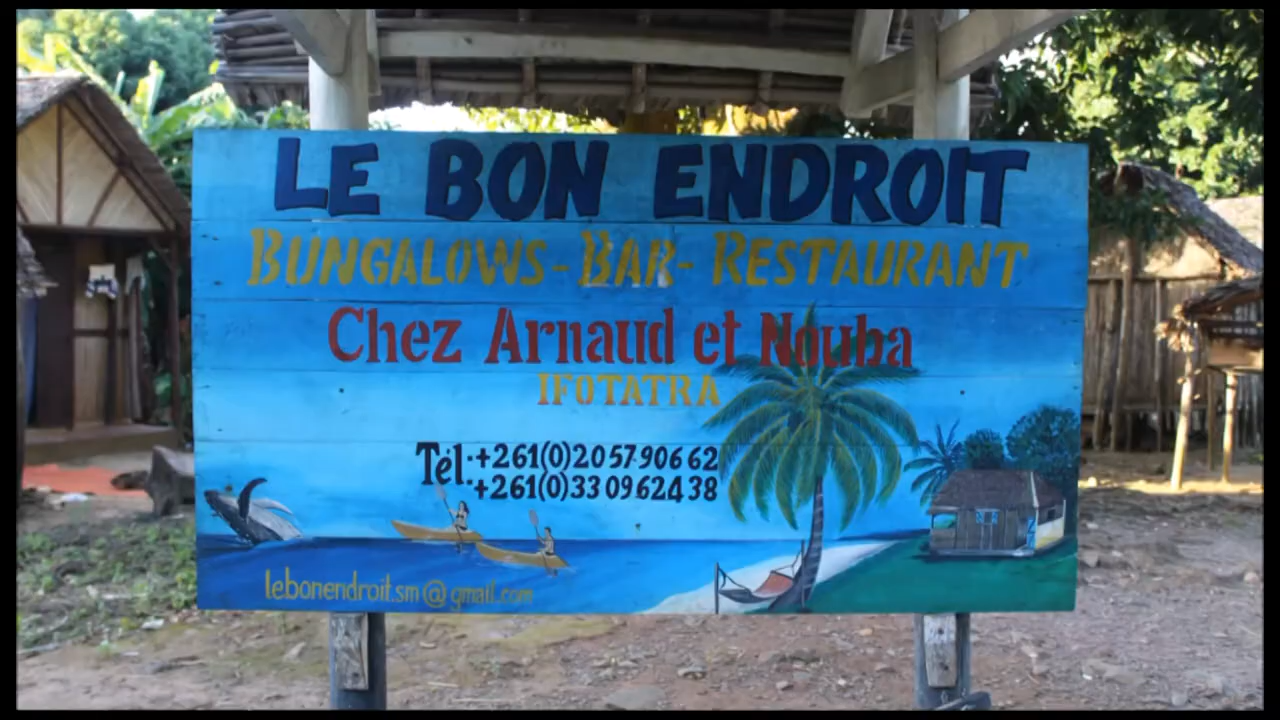 LE BON ENDROIT
BUNGALOWS - BAR - RESTAURANT
Chez Arnaud et Nouba
IFOTATRA
Tél: +261(0)20 57 906 62
+261(0)33 09 624 38
lebonendroit.sm@gmail.com